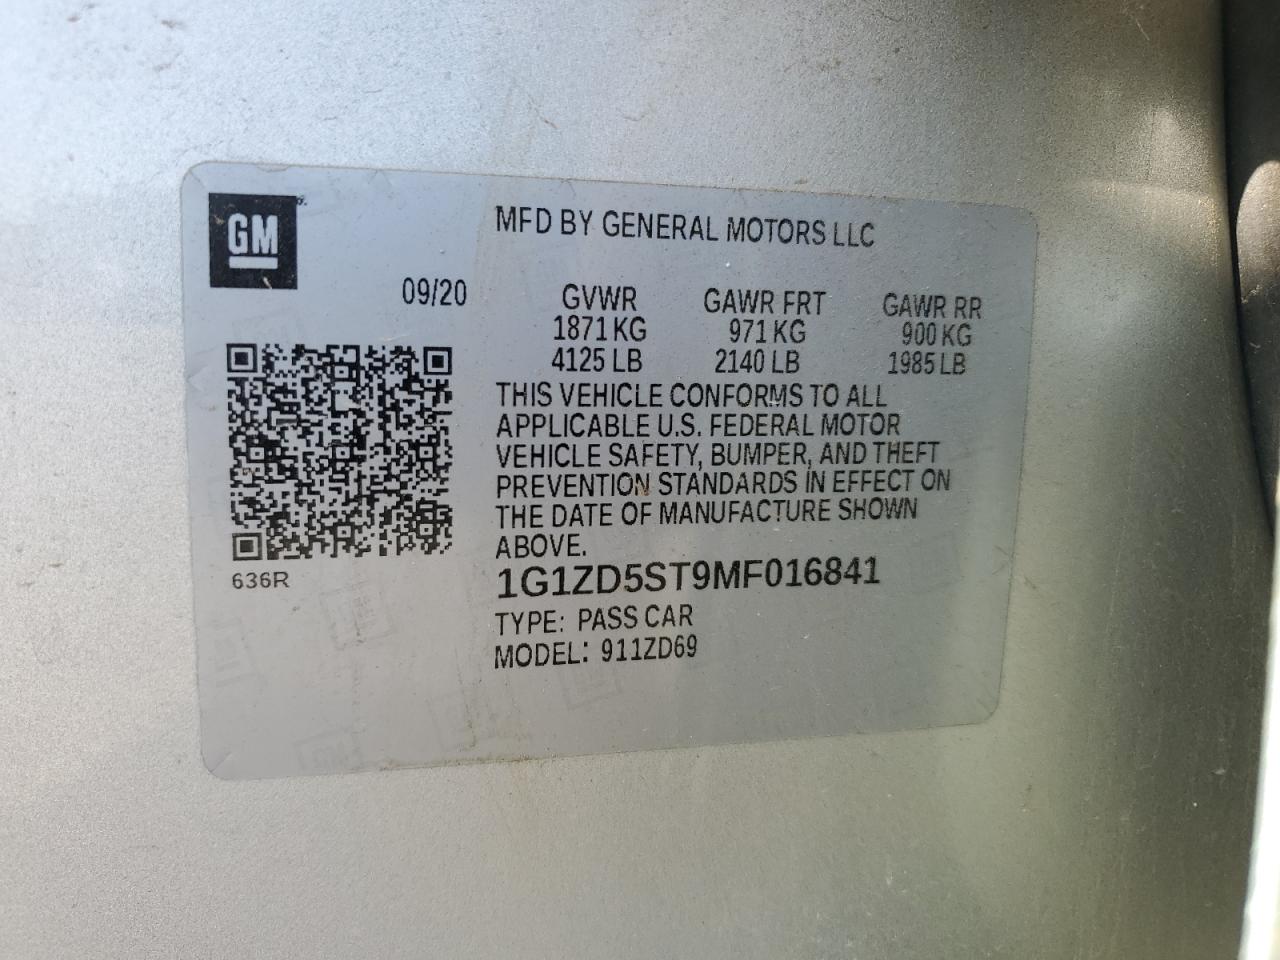 GM
MFD BY GENERAL MOTORS LLC
09/20
GVWR GAWR FRT GAWR RR
1871 KG 971 KG 900 KG
4125 LB 2140 LB 1985 LB
THIS VEHICLE CONFORMS TO ALL
APPLICABLE U.S. FEDERAL MOTOR
VEHICLE SAFETY, BUMPER, AND THEFT
PREVENTION STANDARDS IN EFFECT ON
THE DATE OF MANUFACTURE SHOWN
ABOVE.
636R
1G1ZD5ST9MF016841
TYPE: PASS CAR
MODEL: 911ZD69